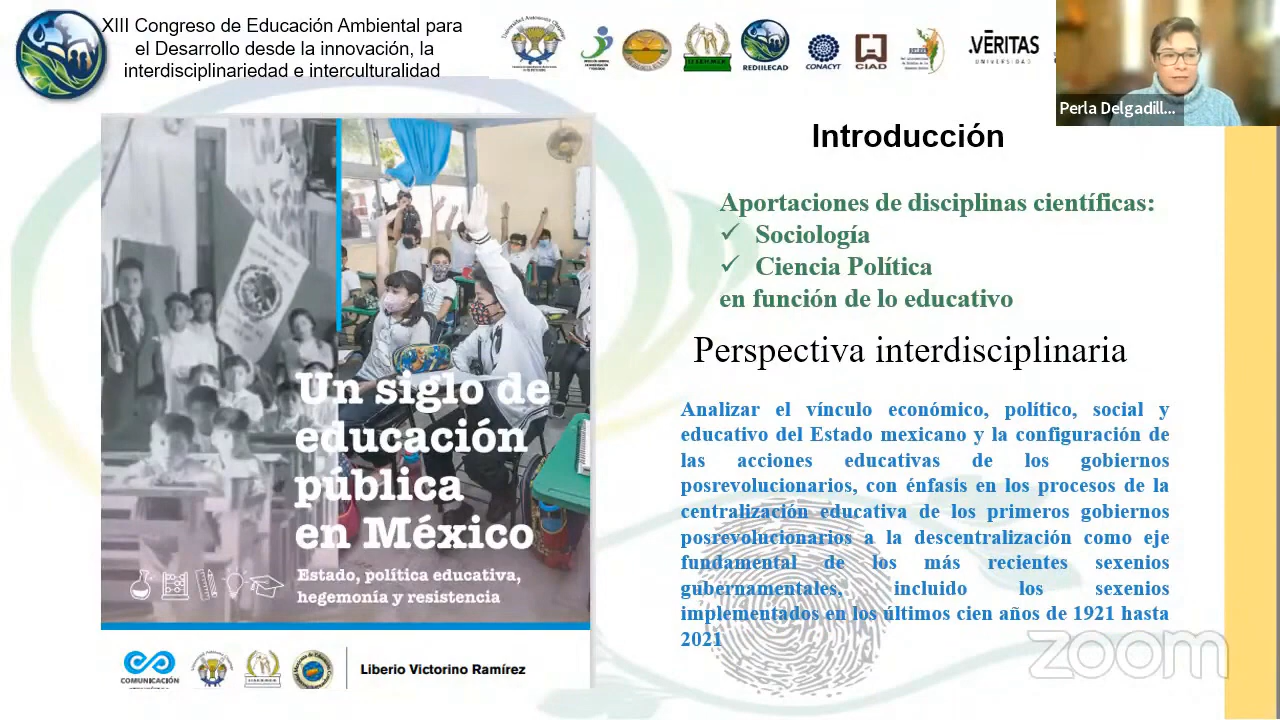 XIII Congreso de Educación Ambiental para
el Desarrollo desde la innovación, la
interdisciplinariedad e interculturalidad
REDIILECAD
CONACYT
CIAD
VĒRITAS
UNIVERSIDAD
Perla Delgadill...
Introducción
Aportaciones de disciplinas científicas:
✓ Sociología
✓ Ciencia Política
en función de lo educativo
Perspectiva interdisciplinaria
Analizar el vínculo económico, político, social y
educativo del Estado mexicano y la configuración de
las acciones educativas de los gobiernos
posrevolucionarios, con énfasis en los procesos de la
centralización educativa de los primeros gobiernos
posrevolucionarios a la descentralización como eje
fundamental de los más recientes sexenios
gubernamentales, incluido los sexenios
implementados en los últimos cien años de 1921 hasta
2021
Un siglo de
educación
pública
en México
Estado, política educativa,
hegemonía y resistencia
COMUNICACIÓN
Liberio Victorino Ramírez
zoom